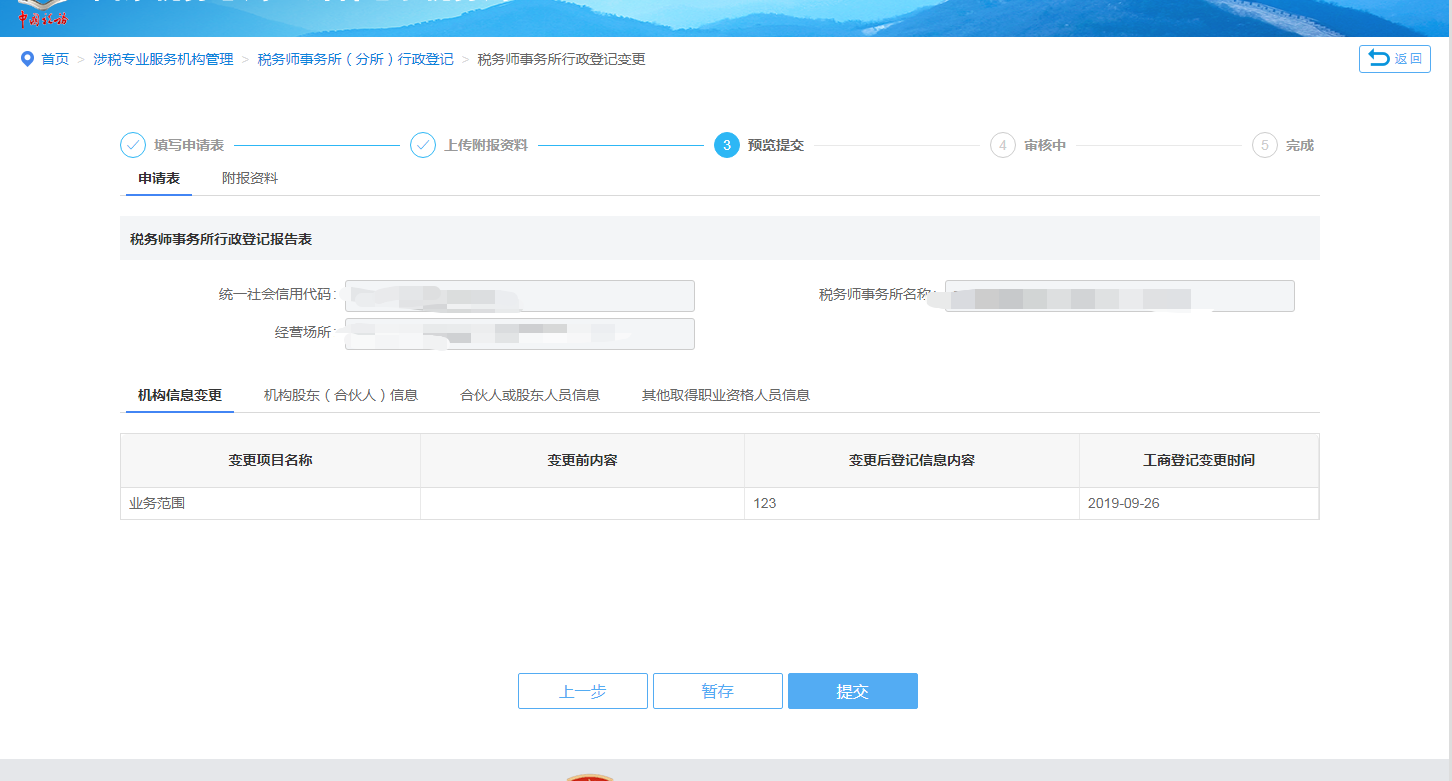 中国税务
首页 > 涉税专业服务机构管理 > 税务师事务所（分所）行政登记 > 税务师事务所行政登记变更
返回
填写申请表 上传附报资料 3 预览提交 4 审核中 5 完成
申请表 附报资料
税务师事务所行政登记报告表
统一社会信用代码: 税务师事务所名称:
经营场所:
机构信息变更 机构股东（合伙人）信息 合伙人或股东人员信息 其他取得职业资格人员信息
变更项目名称 变更前内容 变更后登记信息内容 工商登记变更时间
业务范围 123 2019-09-26
上一步 暂存 提交